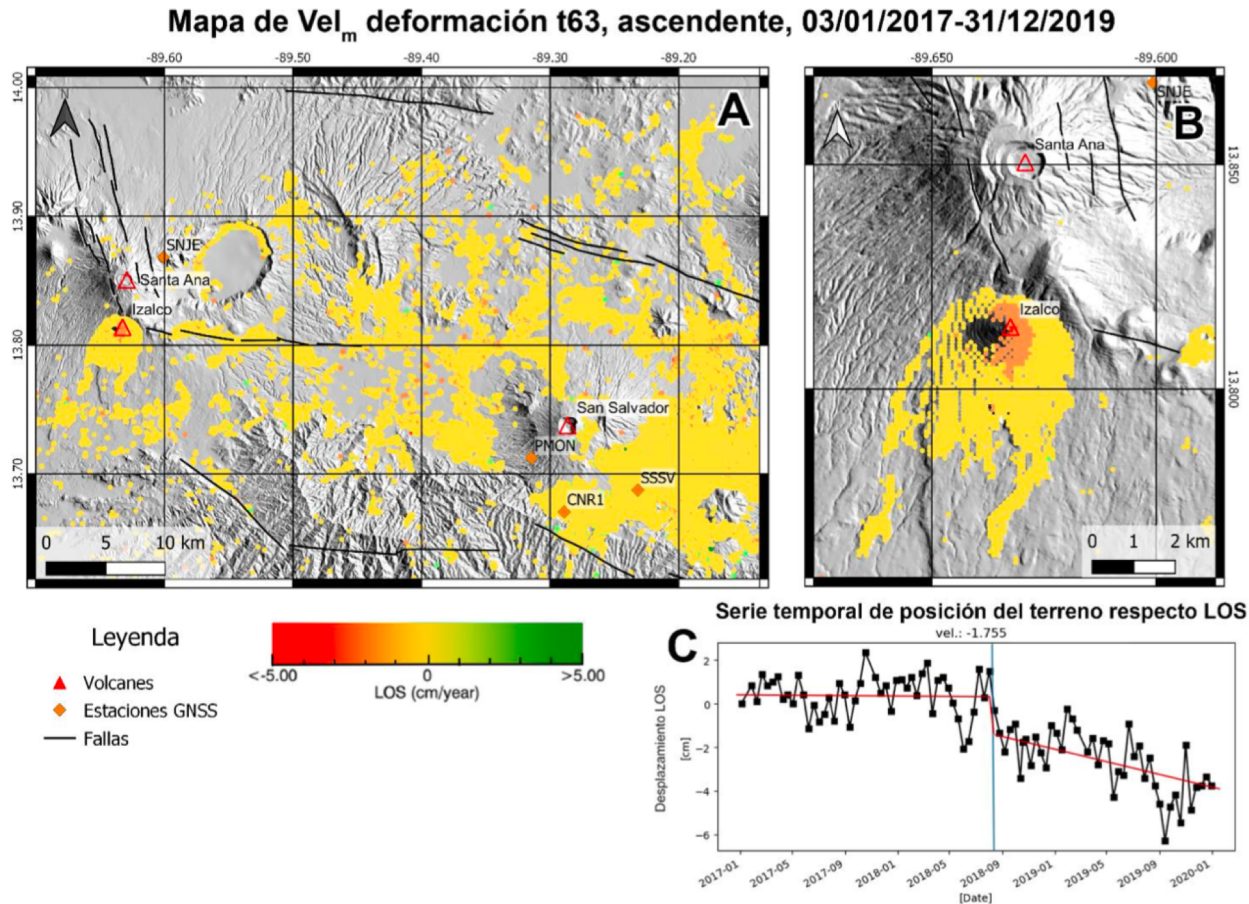 Mapa de Velm deformación t63, ascendente, 03/01/2017-31/12/2019
-89.60 -89.50 -89.40 -89.30 -89.20
14.00
13.90
13.80
13.70
N
A
SNJE
Santa Ana
Izalco
San Salvador
PMON
SSSV
CNR1
0 5 10 km
-89.650 -89.600
13.850
13.800
B
SNJE
Santa Ana
Izalco
0 1 2 km
Leyenda
Volcanes
Estaciones GNSS
Fallas
<-5.00 0 >5.00
LOS (cm/year)
Serie temporal de posición del terreno respecto LOS
vel.: -1.755
C
Desplazamiento LOS
[cm]
2
0
−2
−4
−6
2017-01 2017-05 2017-09 2018-01 2018-05 2018-09 2019-01 2019-05 2019-09 2020-01
[Date]